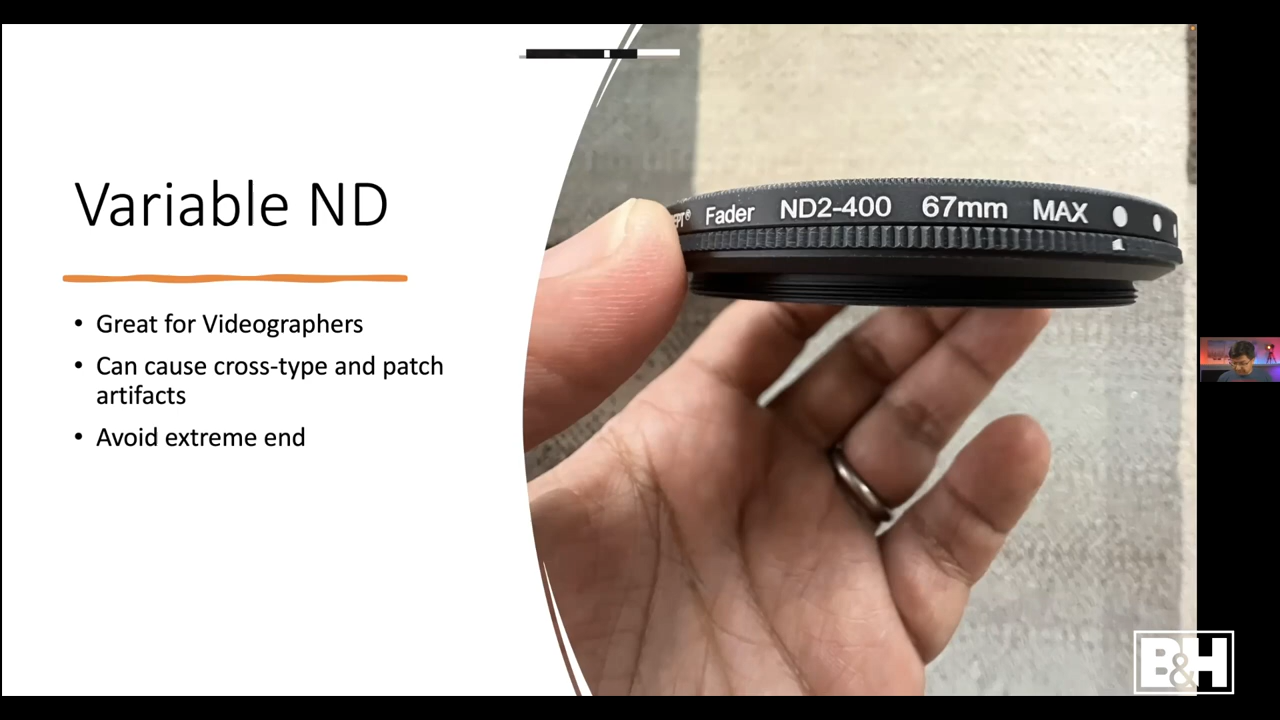 Variable ND
• Great for Videographers
• Can cause cross-type and patch
artifacts
• Avoid extreme end
Fader ND2-400 67mm MAX
B&H